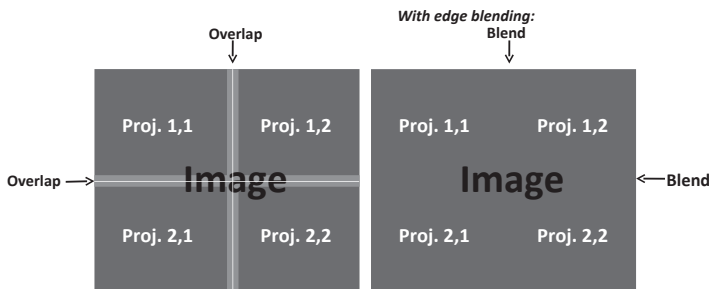 With edge blending:
Overlap
Blend
Proj. 1,1
Proj. 1,2
Proj. 1,1
Proj. 1,2
Overlap
Image
Image
Blend
Proj. 2,1
Proj. 2,2
Proj. 2,1
Proj. 2,2